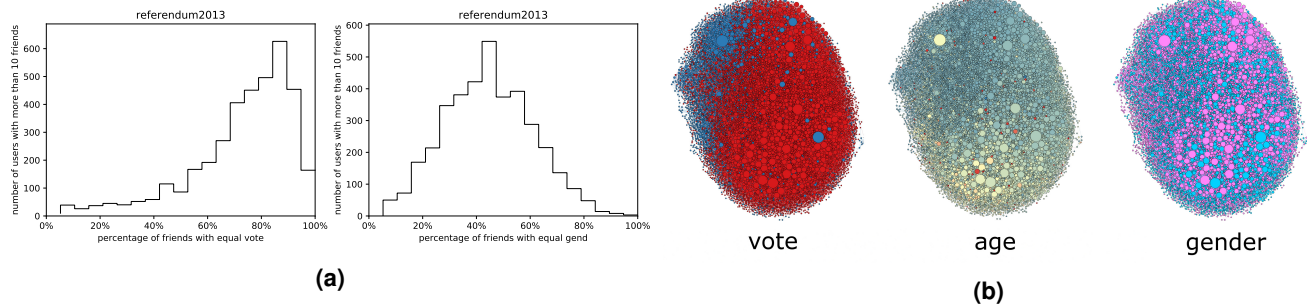 referendum2013
number of users with more than 10 friends
600
500
400
300
200
100
0
0%
20%
40%
60%
80%
100%
percentage of friends with equal vote
referendum2013
number of users with more than 10 friends
600
500
400
300
200
100
0
0%
20%
40%
60%
80%
100%
percentage of friends with equal gend
(a)
vote
age
gender
(b)